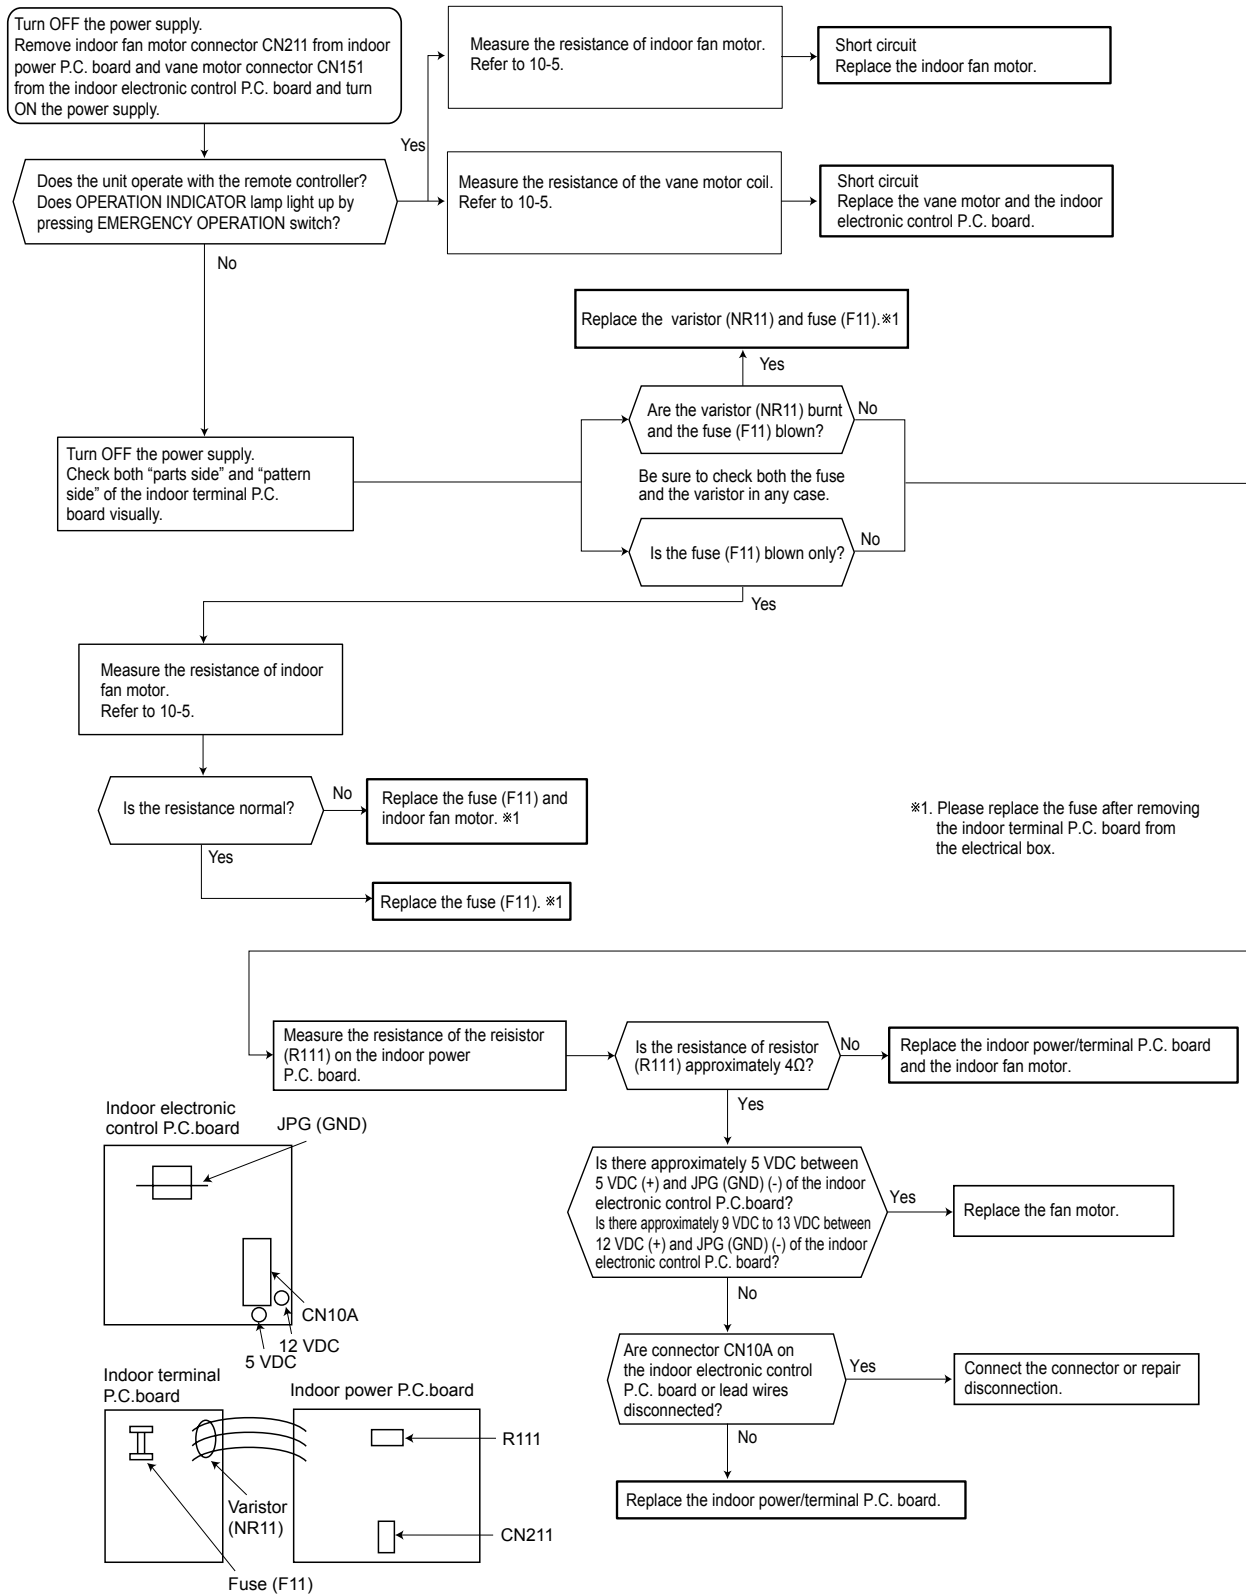 Turn OFF the power supply.
Remove indoor fan motor connector CN211 from indoor
power P.C. board and vane motor connector CN151
from the indoor electronic control P.C. board and turn
ON the power supply.
Measure the resistance of indoor fan motor.
Refer to 10-5.
Short circuit
Replace the indoor fan motor.
Yes
Does the unit operate with the remote controller?
Does OPERATION INDICATOR lamp light up by
pressing EMERGENCY OPERATION switch?
Measure the resistance of the vane motor coil.
Refer to 10-5.
Short circuit
Replace the vane motor and the indoor
electronic control P.C. board.
No
Replace the varistor (NR11) and fuse (F11).※1
Yes
Are the varistor (NR11) burnt
and the fuse (F11) blown?
No
Turn OFF the power supply.
Check both “parts side” and “pattern
side” of the indoor terminal P.C.
board visually.
Be sure to check both the fuse
and the varistor in any case.
Is the fuse (F11) blown only?
No
Yes
Measure the resistance of indoor
fan motor.
Refer to 10-5.
Is the resistance normal?
No
Replace the fuse (F11) and
indoor fan motor. ※1
Yes
Replace the fuse (F11). ※1
※1. Please replace the fuse after removing
the indoor terminal P.C. board from
the electrical box.
Measure the resistance of the reisistor
(R111) on the indoor power
P.C. board.
Is the resistance of resistor
(R111) approximately 4Ω?
No
Replace the indoor power/terminal P.C. board
and the indoor fan motor.
Yes
Is there approximately 5 VDC between
5 VDC (+) and JPG (GND) (-) of the indoor
electronic control P.C.board?
Is there approximately 9 VDC to 13 VDC between
12 VDC (+) and JPG (GND) (-) of the indoor
electronic control P.C. board?
Yes
Replace the fan motor.
No
Are connector CN10A on
the indoor electronic control
P.C. board or lead wires
disconnected?
Yes
Connect the connector or repair
disconnection.
No
Replace the indoor power/terminal P.C. board.
Indoor electronic
control P.C.board
JPG (GND)
CN10A
12 VDC
5 VDC
Indoor terminal
P.C.board
Indoor power P.C.board
R111
Varistor
(NR11)
CN211
Fuse (F11)